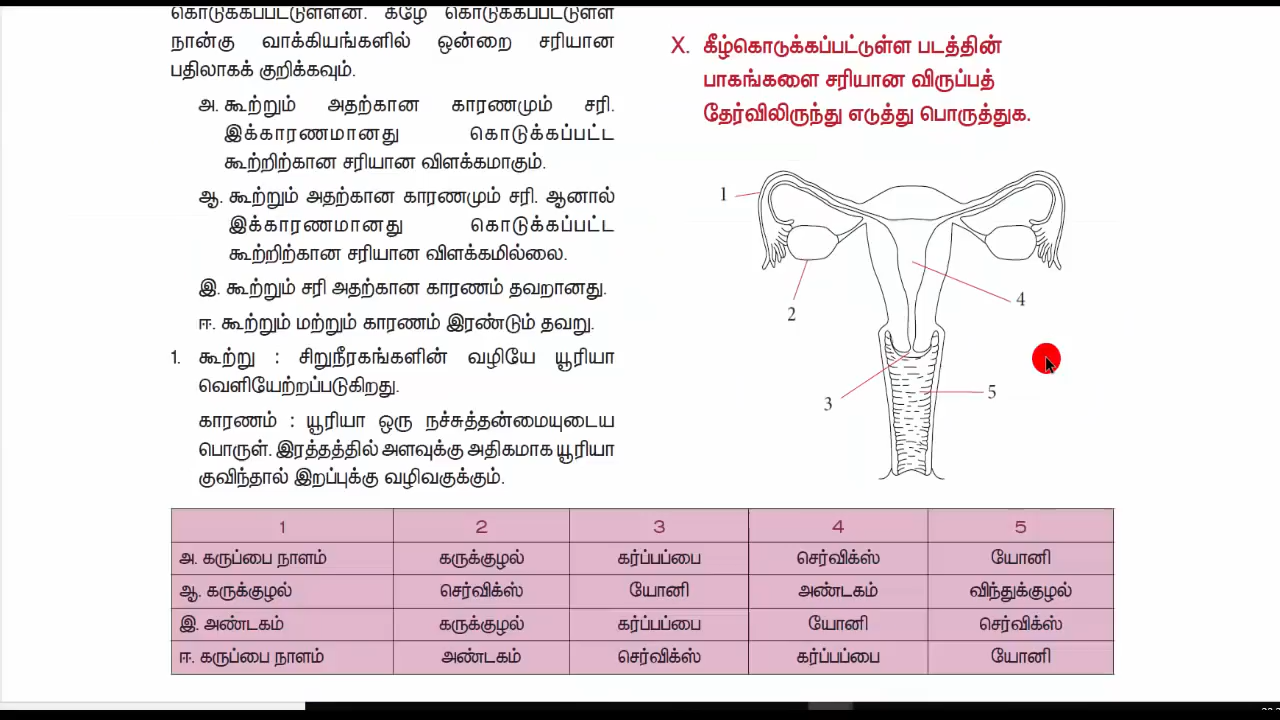 கொடுக்கப்பட்டுள்ளன. கீழே கொடுக்கப்பட்டுள்ள
நான்கு வாக்கியங்களில் ஒன்றை சரியான
பதிலாகக் குறிக்கவும்.
அ. கூற்றும் அதற்கான காரணமும் சரி.
இக்காரணமானது கொடுக்கப்பட்ட
கூற்றிற்கான சரியான விளக்கமாகும்.
ஆ. கூற்றும் அதற்கான காரணமும் சரி. ஆனால்
இக்காரணமானது கொடுக்கப்பட்ட
கூற்றிற்கான சரியான விளக்கமில்லை.
இ. கூற்றும் சரி அதற்கான காரணம் தவறானது.
ஈ. கூற்றும் மற்றும் காரணம் இரண்டும் தவறு.
1. கூற்று : சிறுநீரகங்களின் வழியே யூரியா
வெளியேற்றப்படுகிறது.
காரணம் : யூரியா ஒரு நச்சுத்தன்மையுடைய
பொருள். இரத்தத்தில் அளவுக்கு அதிகமாக யூரியா
குவிந்தால் இறப்புக்கு வழிவகுக்கும்.
X. கீழ்கொடுக்கப்பட்டுள்ள படத்தின்
பாகங்களை சரியான விருப்பத்
தேர்விலிருந்து எடுத்து பொருத்துக.
1
2
3
4
5
1 2 3 4 5
அ. கருப்பை நாளம் கருக்குழல் கர்ப்பப்பை செர்விக்ஸ் யோனி
ஆ. கருக்குழல் செர்விக்ஸ் யோனி அண்டகம் விந்துக்குழல்
இ. அண்டகம் கருக்குழல் கர்ப்பப்பை யோனி செர்விக்ஸ்
ஈ. கருப்பை நாளம் அண்டகம் செர்விக்ஸ் கர்ப்பப்பை யோனி